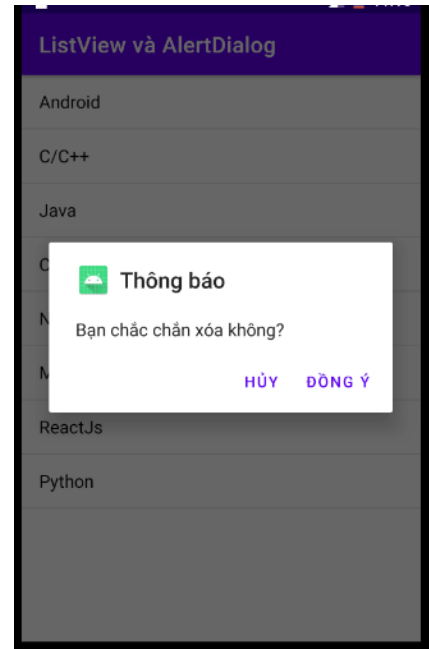 ListView và AlertDialog
Android
C/C++
Java
Thông báo
Bạn chắc chắn xóa không?
HỦY ĐỒNG Ý
ReactJs
Python